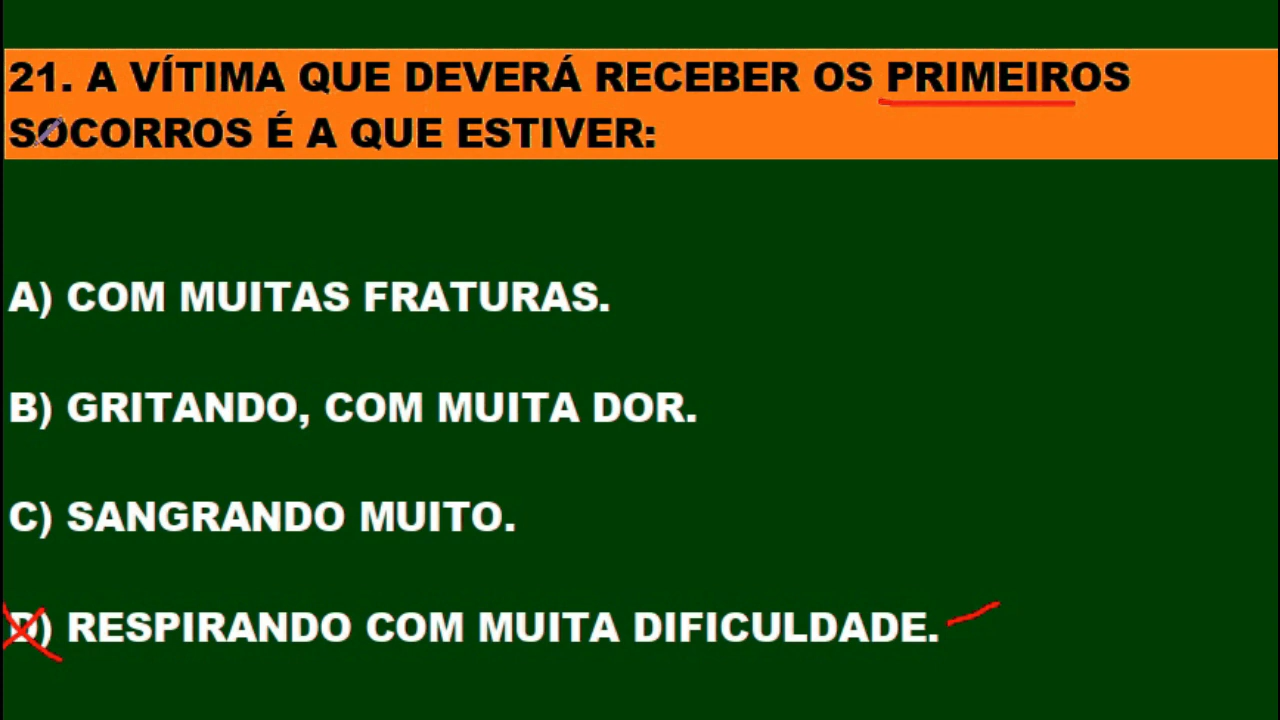 21. A VÍTIMA QUE DEVERÁ RECEBER OS PRIMEIROS
SOCORROS É A QUE ESTIVER:
A) COM MUITAS FRATURAS.
B) GRITANDO, COM MUITA DOR.
C) SANGRANDO MUITO.
D) RESPIRANDO COM MUITA DIFICULDADE.